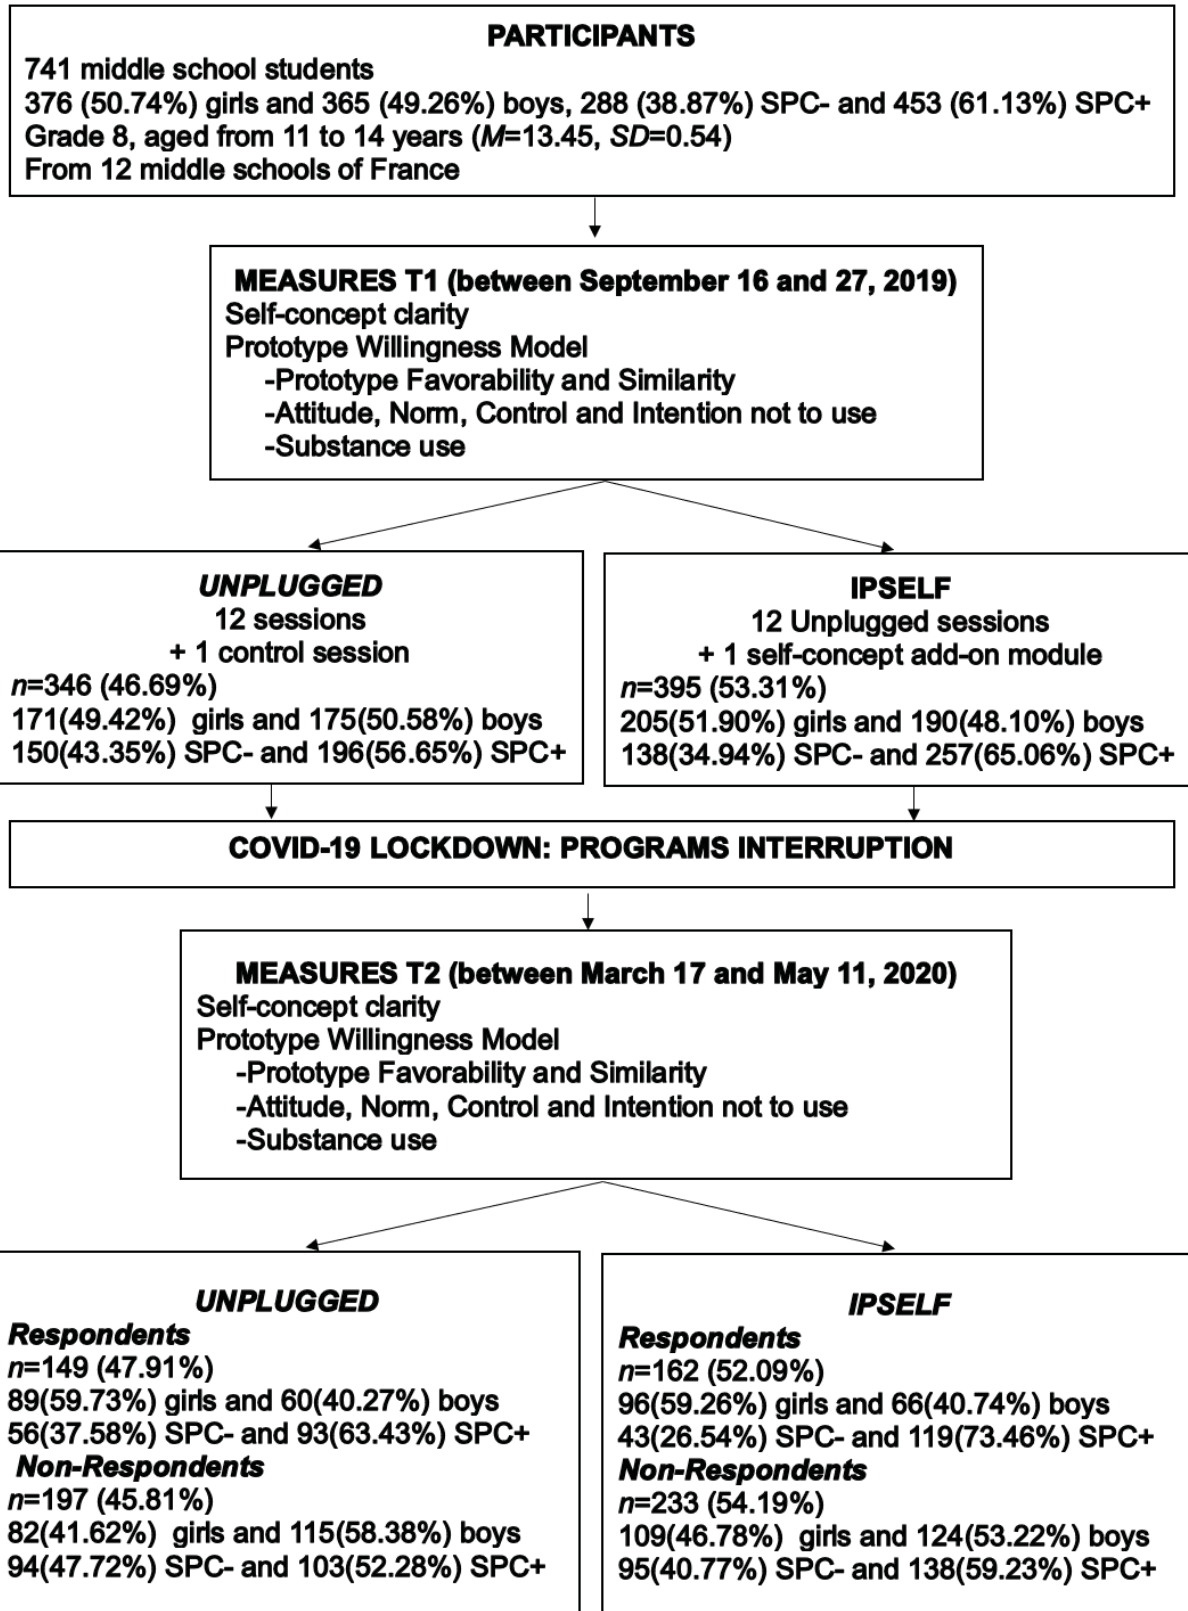 PARTICIPANTS
741 middle school students
376 (50.74%) girls and 365 (49.26%) boys, 288 (38.87%) SPC- and 453 (61.13%) SPC+
Grade 8, aged from 11 to 14 years (M=13.45, SD=0.54)
From 12 middle schools of France
MEASURES T1 (between September 16 and 27, 2019)
Self-concept clarity
Prototype Willingness Model
-Prototype Favorability and Similarity
-Attitude, Norm, Control and Intention not to use
-Substance use
UNPLUGGED
12 sessions
+ 1 control session
n=346 (46.69%)
171(49.42%) girls and 175(50.58%) boys
150(43.35%) SPC- and 196(56.65%) SPC+
IPSELF
12 Unplugged sessions
+ 1 self-concept add-on module
n=395 (53.31%)
205(51.90%) girls and 190(48.10%) boys
138(34.94%) SPC- and 257(65.06%) SPC+
COVID-19 LOCKDOWN: PROGRAMS INTERRUPTION
MEASURES T2 (between March 17 and May 11, 2020)
Self-concept clarity
Prototype Willingness Model
-Prototype Favorability and Similarity
-Attitude, Norm, Control and Intention not to use
-Substance use
UNPLUGGED
Respondents
n=149 (47.91%)
89(59.73%) girls and 60(40.27%) boys
56(37.58%) SPC- and 93(63.43%) SPC+
Non-Respondents
n=197 (45.81%)
82(41.62%) girls and 115(58.38%) boys
94(47.72%) SPC- and 103(52.28%) SPC+
IPSELF
Respondents
n=162 (52.09%)
96(59.26%) girls and 66(40.74%) boys
43(26.54%) SPC- and 119(73.46%) SPC+
Non-Respondents
n=233 (54.19%)
109(46.78%) girls and 124(53.22%) boys
95(40.77%) SPC- and 138(59.23%) SPC+